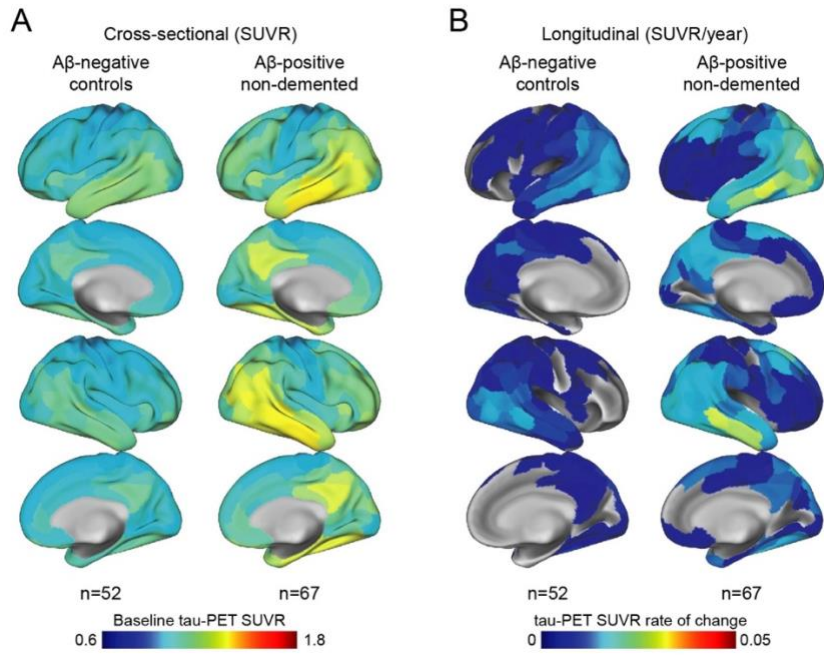 A
Cross-sectional (SUVR)
Aβ-negative controls
Aβ-positive non-demented
n=52
n=67
Baseline tau-PET SUVR
0.6
1.8
B
Longitudinal (SUVR/year)
Aβ-negative controls
Aβ-positive non-demented
n=52
n=67
tau-PET SUVR rate of change
0
0.05